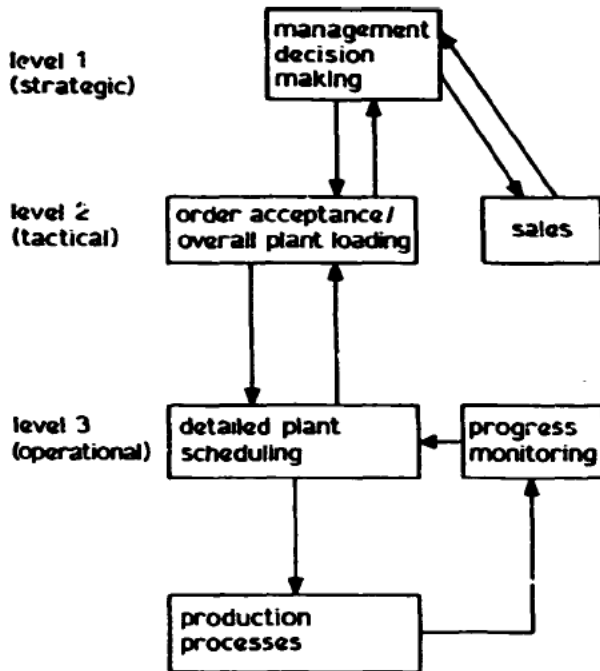 level 1
(strategic)
management
decision
making
level 2
(tactical)
order acceptance/
overall plant loading
sales
level 3
(operational)
detailed plant
scheduling
progress
monitoring
production
processes